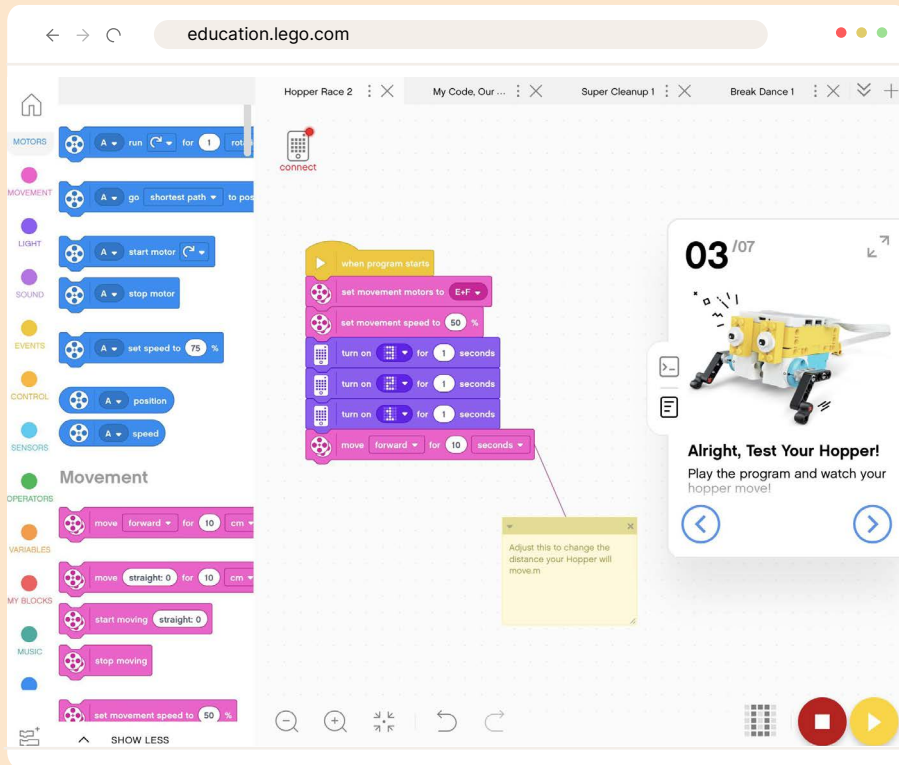 education.lego.com
Hopper Race 2
My Code, Our ...
Super Cleanup 1
Break Dance 1
connect
MOTORS
MOVEMENT
LIGHT
SOUND
EVENTS
CONTROL
SENSORS
OPERATORS
VARIABLES
MY BLOCKS
MUSIC
A run for 1
A go shortest path to pos
A start motor
A stop motor
A set speed to 75 %
A position
A speed
Movement
move forward for 10 cm
move straight: 0 for 10 cm
start moving straight: 0
stop moving
set movement speed to 50 %
SHOW LESS
when program starts
set movement motors to E+F
set movement speed to 50 %
turn on for 1 seconds
turn on for 1 seconds
turn on for 1 seconds
move forward for 10 seconds
Adjust this to change the
distance your Hopper will
move.m
03 /07
Alright, Test Your Hopper!
Play the program and watch your
hopper move!